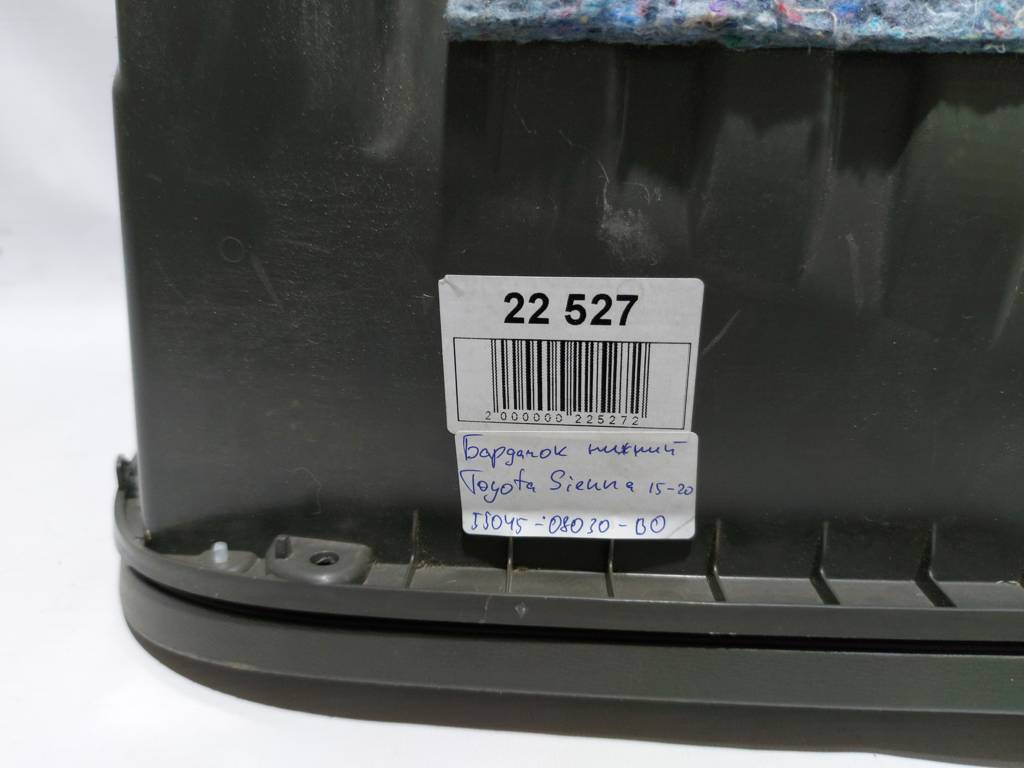 22 527
2 000000 225272
Бардачок нижний
Toyota Sienna 15-20
55045-08030-B0